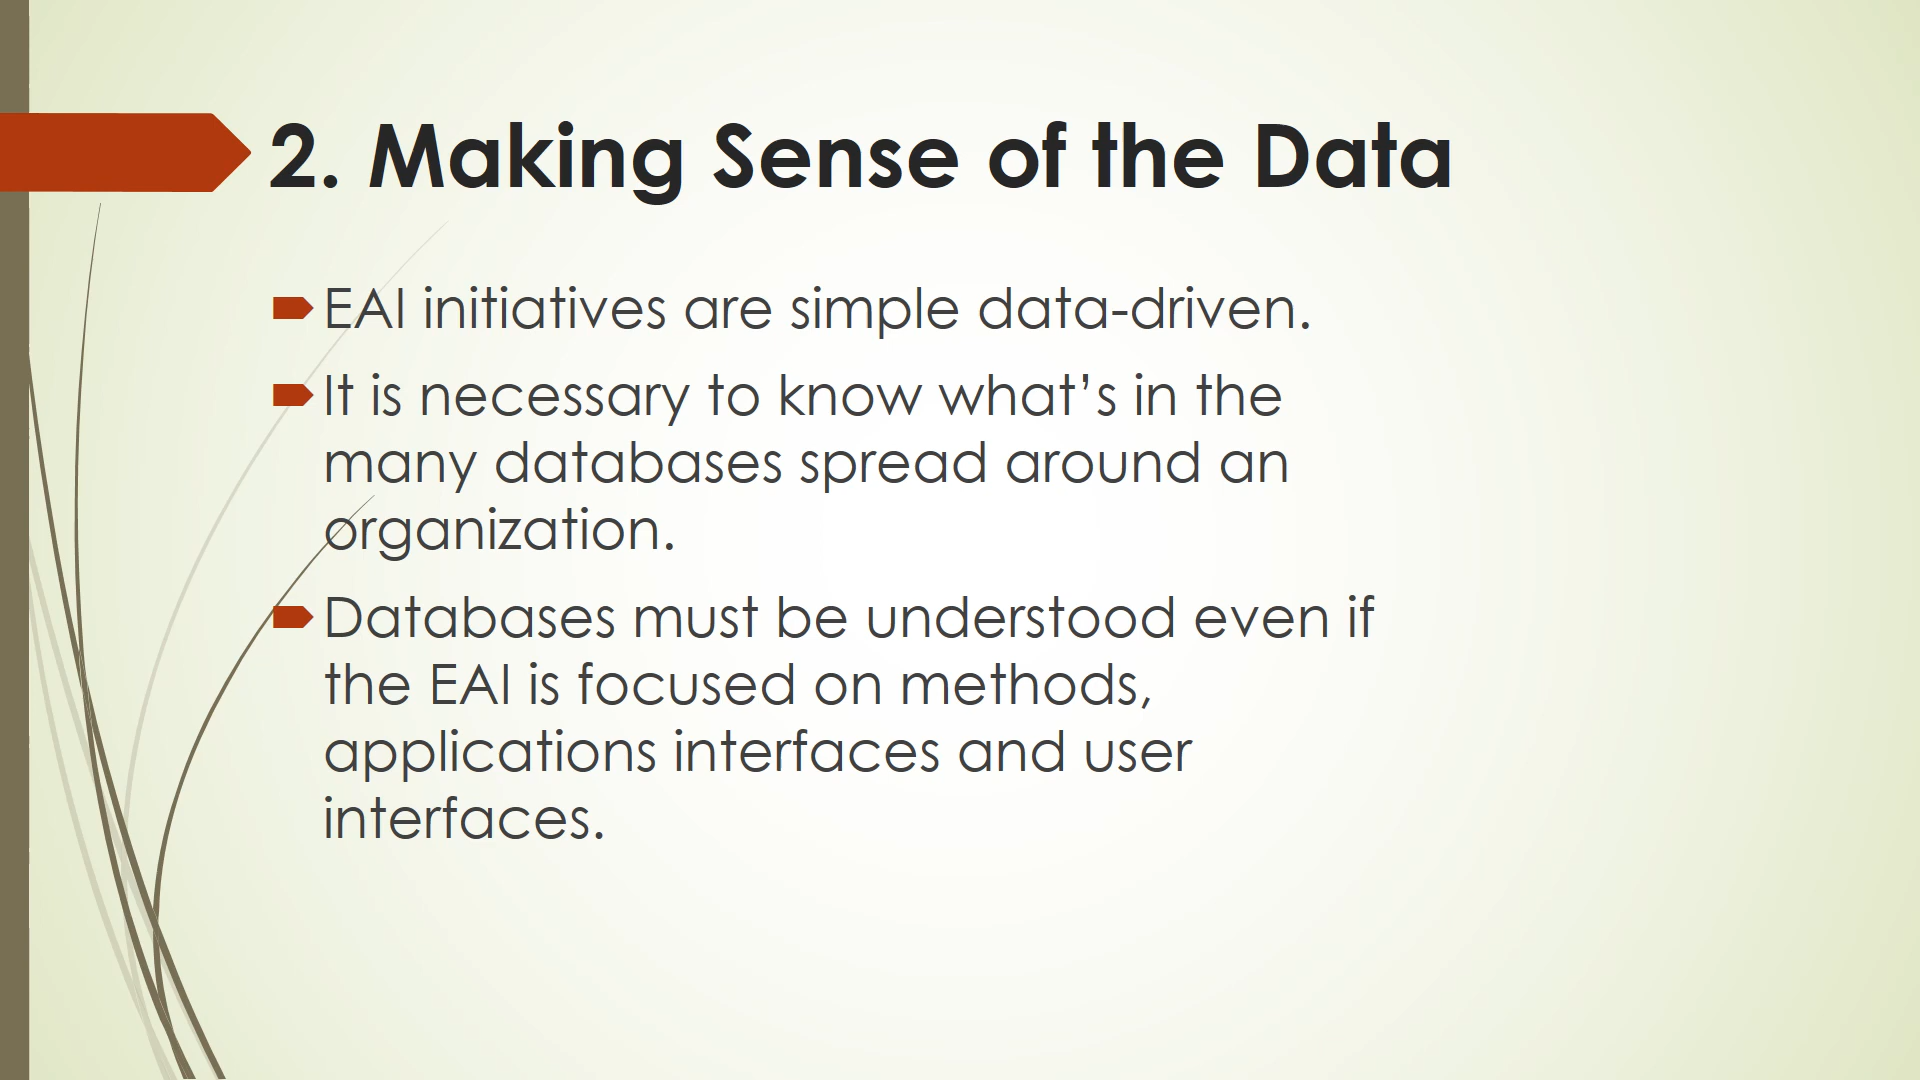 2. Making Sense of the Data
EAI initiatives are simple data-driven.
It is necessary to know what’s in the
many databases spread around an
organization.
Databases must be understood even if
the EAI is focused on methods,
applications interfaces and user
interfaces.